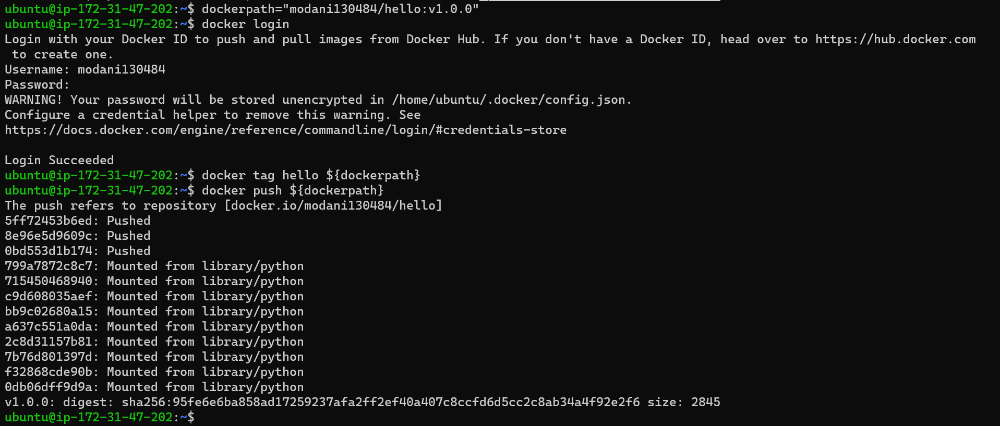 ubuntu@ip-172-31-47-202:~$ dockerpath="modani130484/hello:v1.0.0"
ubuntu@ip-172-31-47-202:~$ docker login
Login with your Docker ID to push and pull images from Docker Hub. If you don't have a Docker ID, head over to https://hub.docker.com
 to create one.
Username: modani130484
Password:
WARNING! Your password will be stored unencrypted in /home/ubuntu/.docker/config.json.
Configure a credential helper to remove this warning. See
https://docs.docker.com/engine/reference/commandline/login/#credentials-store

Login Succeeded
ubuntu@ip-172-31-47-202:~$ docker tag hello ${dockerpath}
ubuntu@ip-172-31-47-202:~$ docker push ${dockerpath}
The push refers to repository [docker.io/modani130484/hello]
5ff72453b6ed: Pushed
8e96e5d9609c: Pushed
0bd553d1b174: Pushed
799a7872c8c7: Mounted from library/python
715450468940: Mounted from library/python
c9d608035aef: Mounted from library/python
bb9c02680a15: Mounted from library/python
a637c551a0da: Mounted from library/python
2c8d31157b81: Mounted from library/python
7b76d801397d: Mounted from library/python
f32868cde90b: Mounted from library/python
0db06dff9d9a: Mounted from library/python
v1.0.0: digest: sha256:95fe6e6ba858ad17259237afa2ff2ef40a407c8ccfd6d5cc2c8ab34a4f92e2f6 size: 2845
ubuntu@ip-172-31-47-202:~$